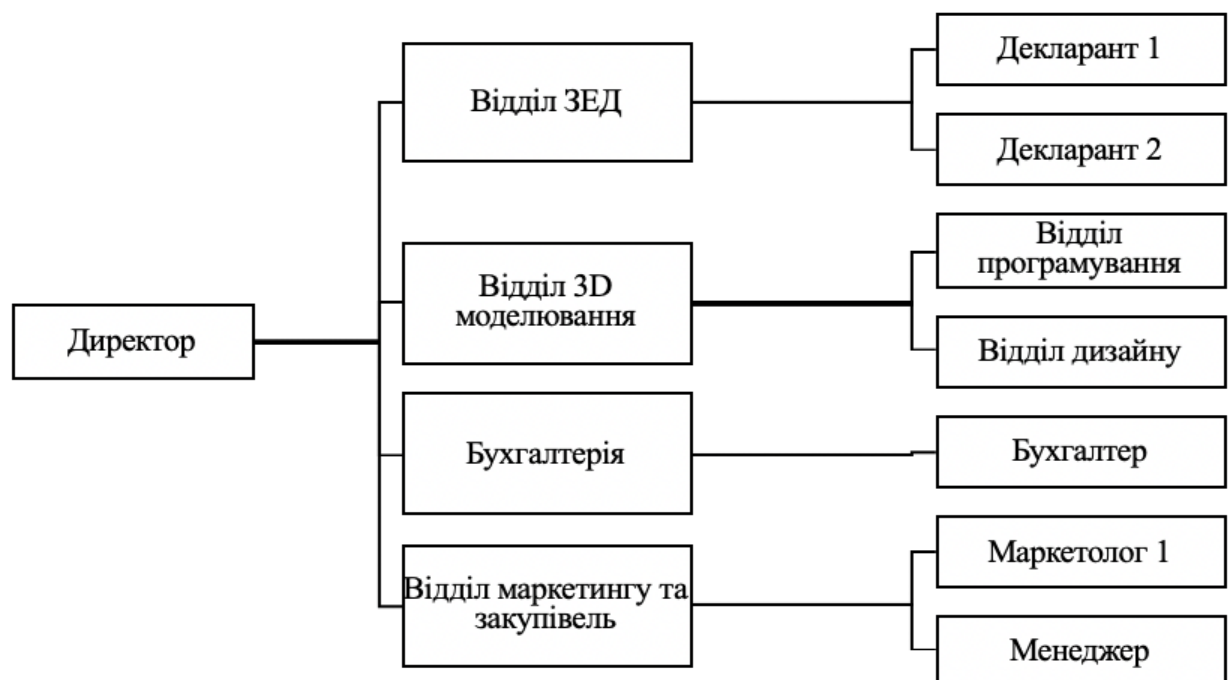 Директор
Відділ ЗЕД
Декларант 1
Декларант 2
Відділ 3D
моделювання
Відділ
програмування
Відділ дизайну
Бухгалтерія
Бухгалтер
Відділ маркетингу та
закупівель
Маркетолог 1
Менеджер